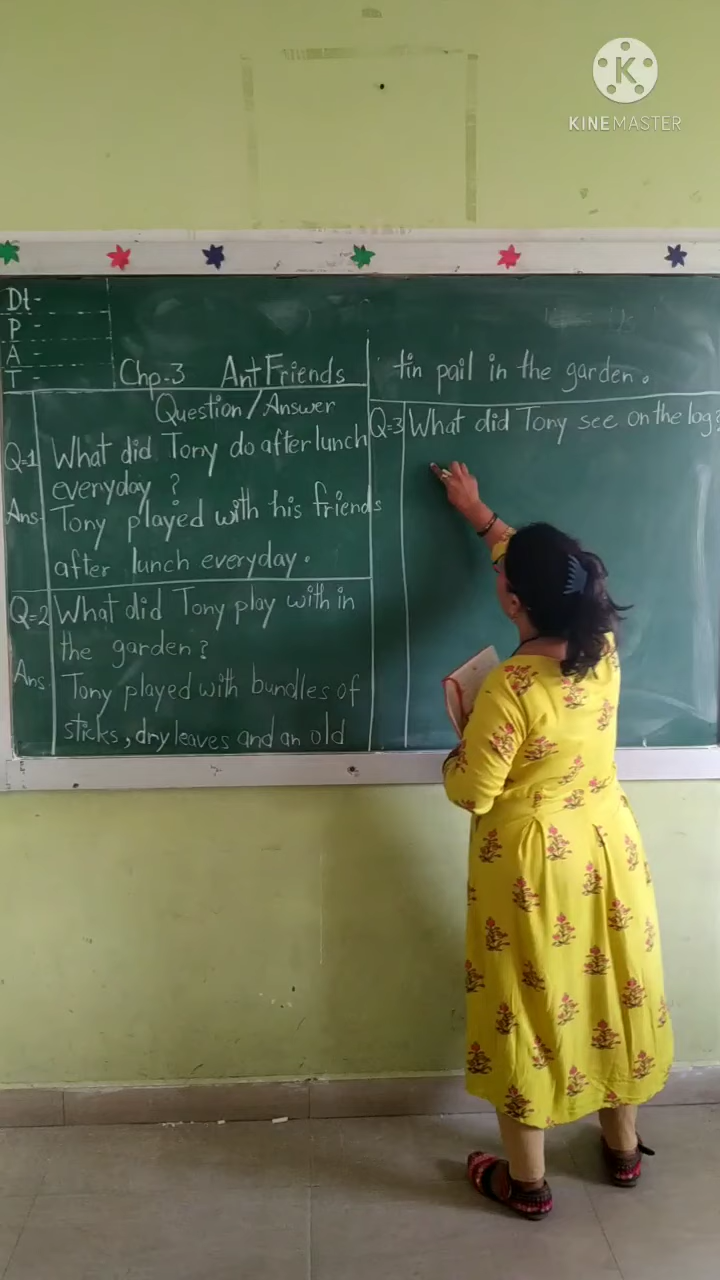 KINEMASTER
Dt-
P -
A -
T -
Chp-3 Ant Friends
Question/Answer
Q=1 What did Tony do after lunch
everyday ?
Ans- Tony played with his friends
after lunch everyday.
Q=2 What did Tony play with in
the garden?
Ans- Tony played with bundles of
sticks, dry leaves and an old
tin pail in the garden.
Q=3 What did Tony see on the log?